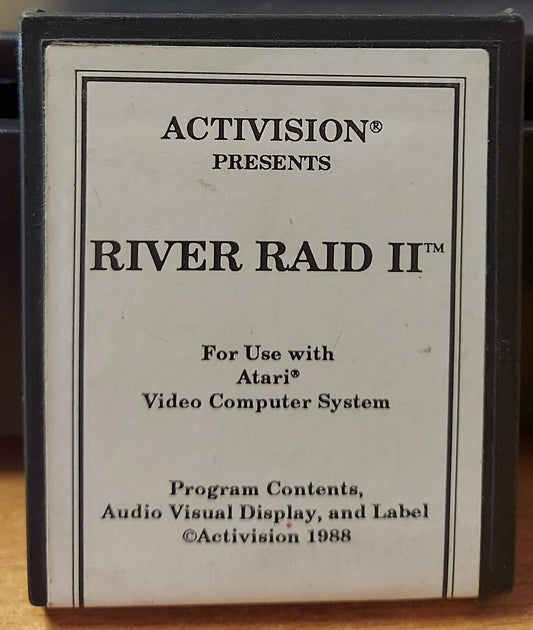 ACTIVISION®
PRESENTS
RIVER RAID II™
For Use with
Atari®
Video Computer System
Program Contents,
Audio Visual Display, and Label
©Activision 1988